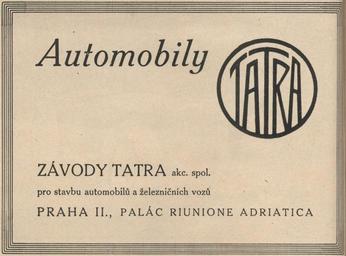 Automobily
TATRA
ZÁVODY TATRA akc. spol.
pro stavbu automobilů a železničních vozů
PRAHA II., PALÁC RIUNIONE ADRIATICA